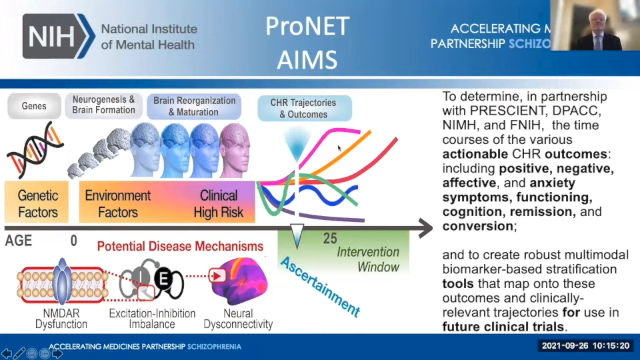 NIH
National Institute
of Mental Health
ProNET
AIMS
ACCELERATING
PARTNERSHIP SCHIZOP
Genes
Neurogenesis &
Brain Formation
Brain Reorganization
& Maturation
CHR Trajectories
& Outcomes
Genetic
Factors
Environment
Factors
Clinical
High Risk
AGE
0
25
Potential Disease Mechanisms
Intervention
Window
Ascertainment
I
E
NMDAR
Dysfunction
Excitation-Inhibition
Imbalance
Neural
Dysconnectivity
To determine, in partnership
with PRESCIENT, DPACC,
NIMH, and FNIH, the time
courses of the various
actionable CHR outcomes:
including positive, negative,
affective, and anxiety
symptoms, functioning,
cognition, remission, and
conversion;
and to create robust multimodal
biomarker-based stratification
tools that map onto these
outcomes and clinically-
relevant trajectories for use in
future clinical trials.
ACCELERATING MEDICINES PARTNERSHIP SCHIZOPHRENIA
2021-09-26 10:15:20